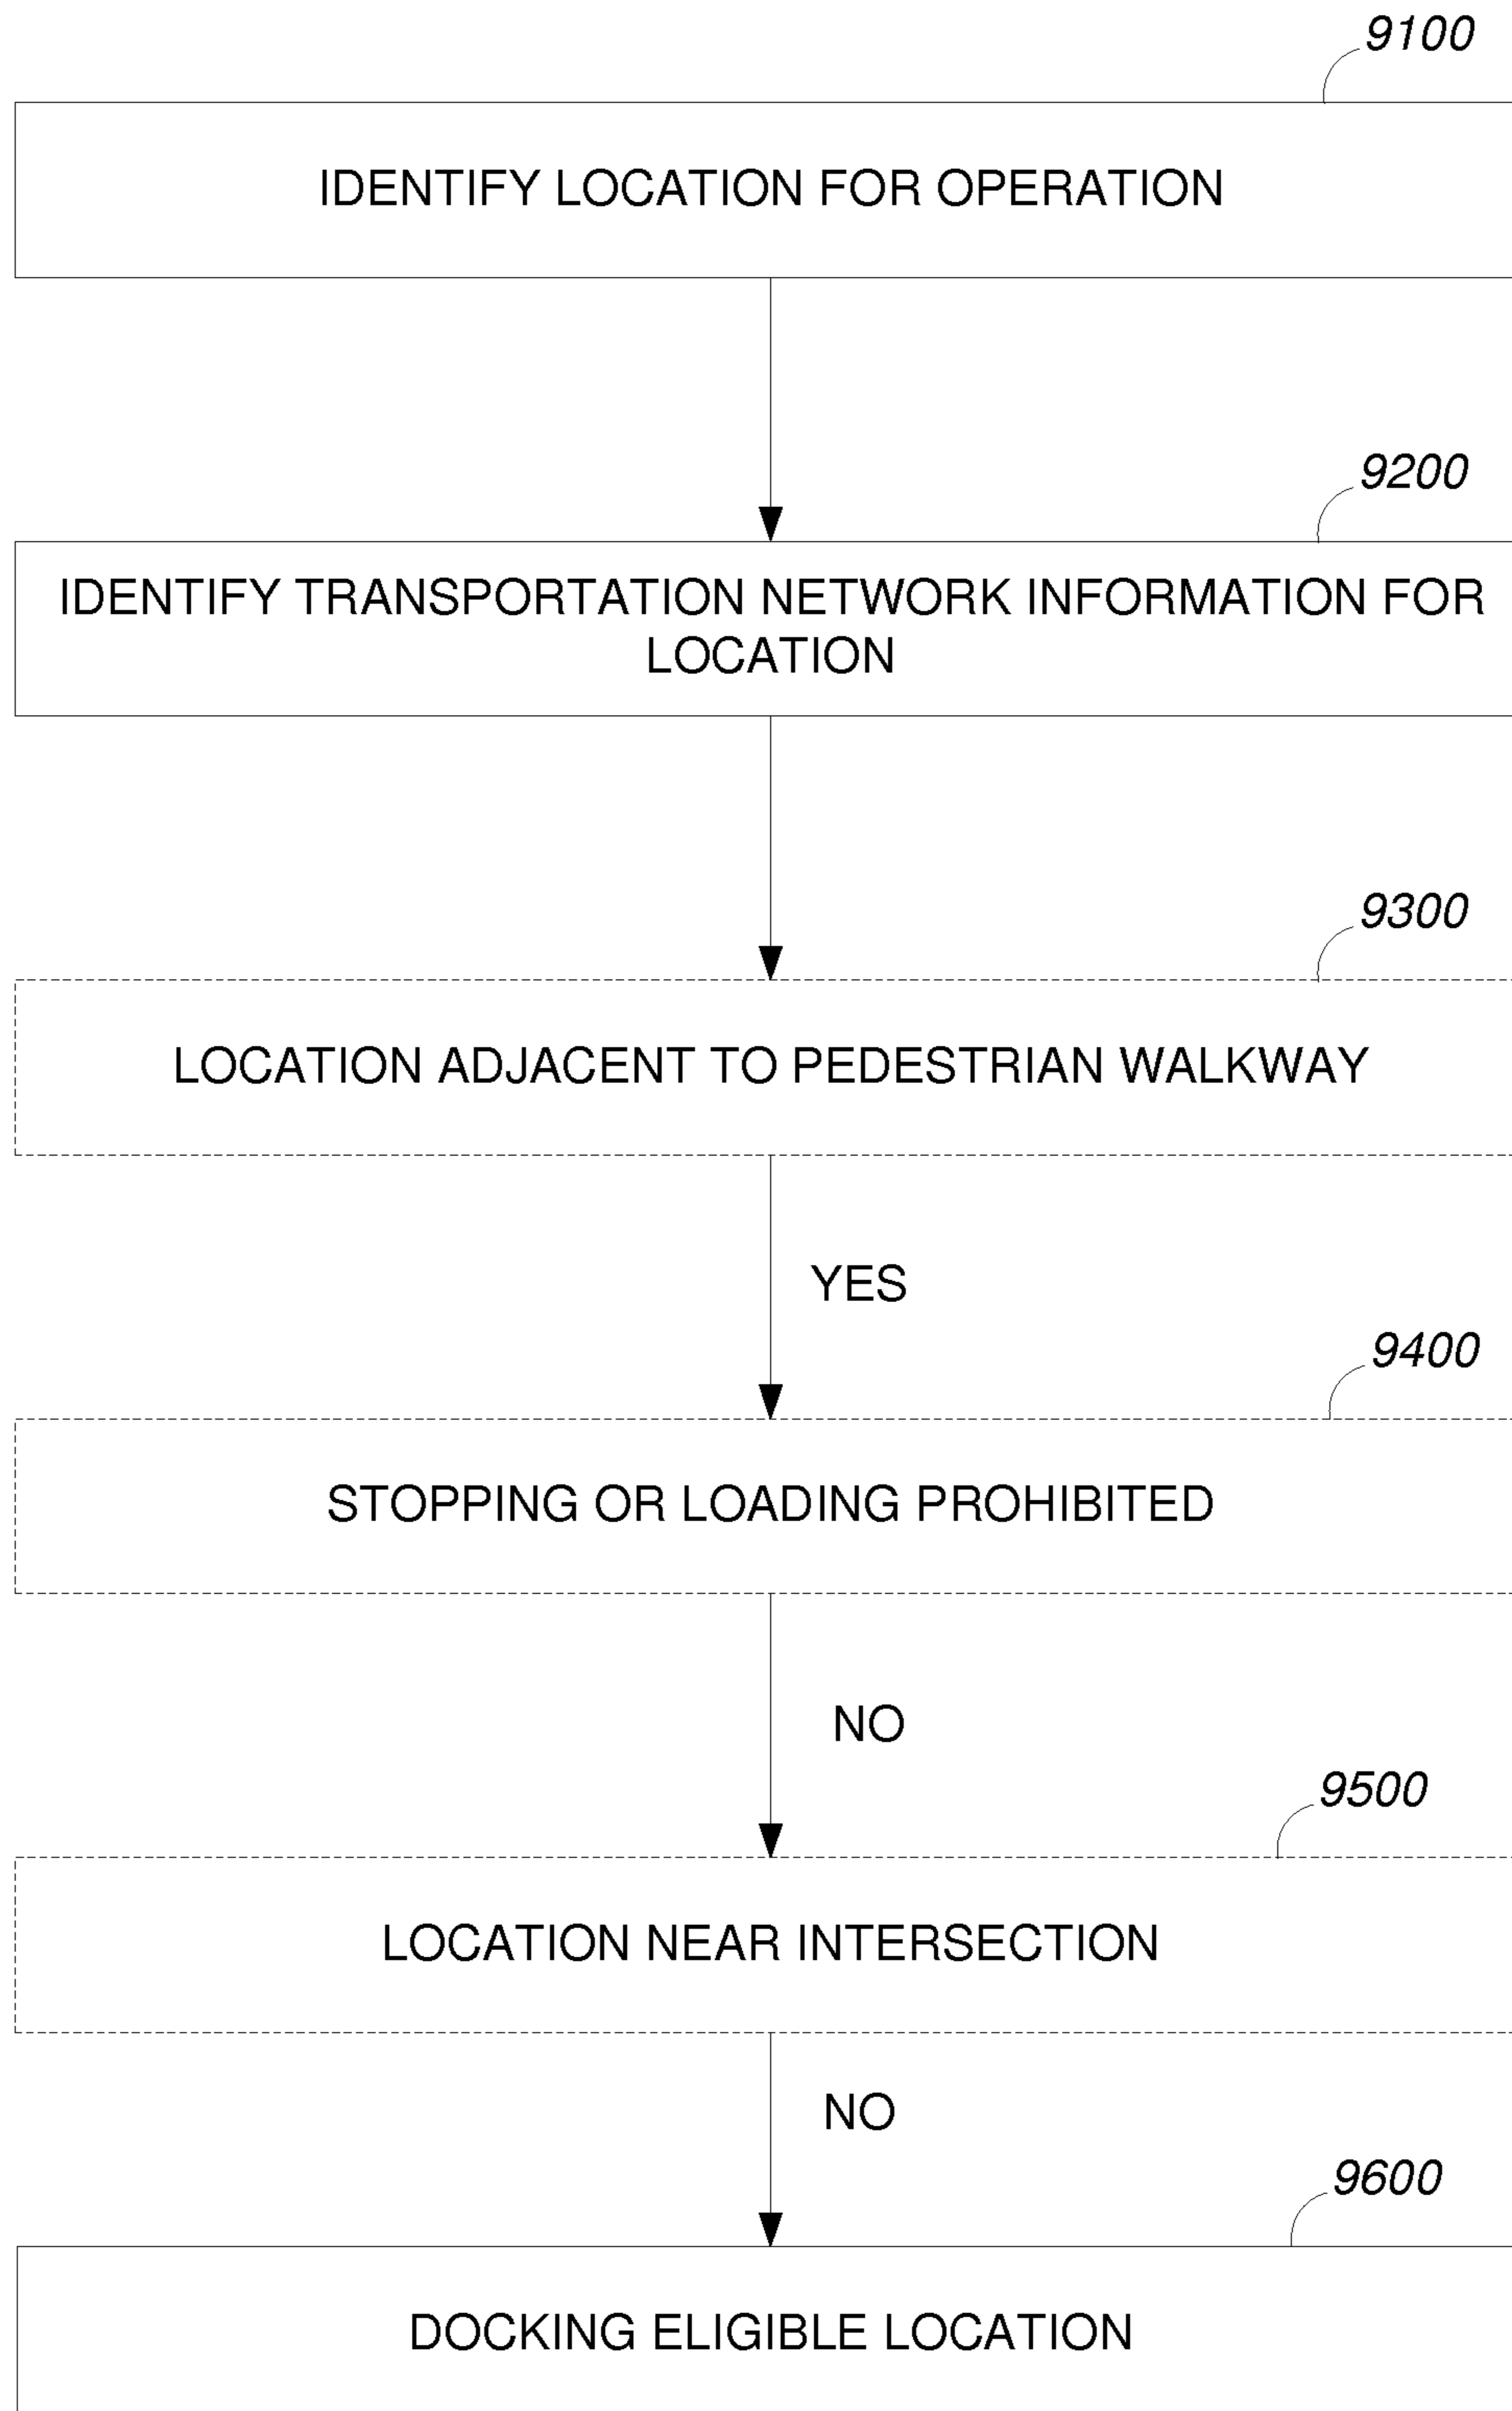 9100
IDENTIFY LOCATION FOR OPERATION
9200
IDENTIFY TRANSPORTATION NETWORK INFORMATION FOR
LOCATION
9300
LOCATION ADJACENT TO PEDESTRIAN WALKWAY
YES
9400
STOPPING OR LOADING PROHIBITED
NO
9500
LOCATION NEAR INTERSECTION
NO
9600
DOCKING ELIGIBLE LOCATION